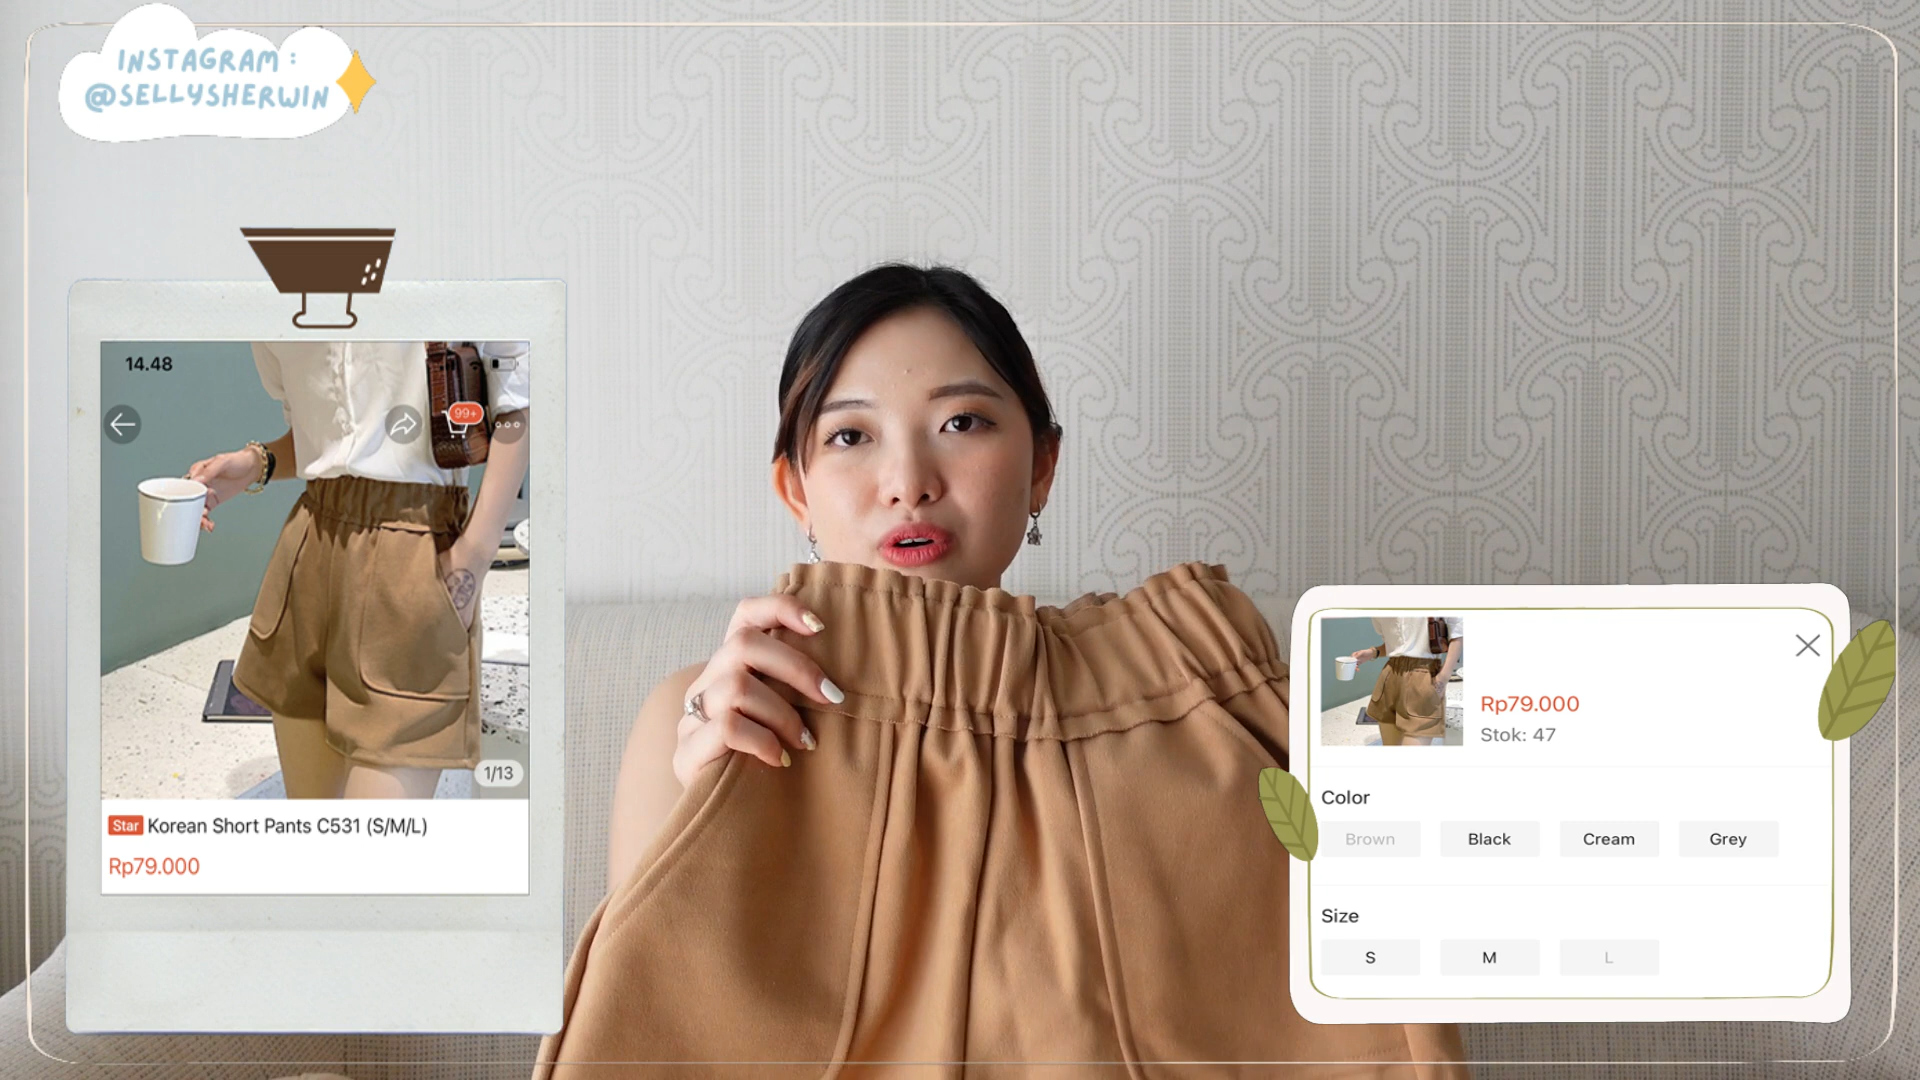 INSTAGRAM :
@SELLYSHERWIN
14.48
99+
1/13
Star Korean Short Pants C531 (S/M/L)
Rp79.000
Rp79.000
Stok: 47
Color
Brown Black Cream Grey
Size
S M L